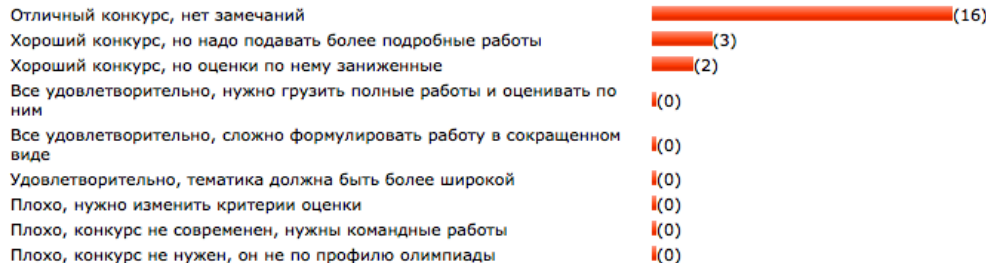 Отличный конкурс, нет замечаний (16)
Хороший конкурс, но надо подавать более подробные работы (3)
Хороший конкурс, но оценки по нему заниженные (2)
Все удовлетворительно, нужно грузить полные работы и оценивать по
ним (0)
Все удовлетворительно, сложно формулировать работу в сокращенном
виде (0)
Удовлетворительно, тематика должна быть более широкой (0)
Плохо, нужно изменить критерии оценки (0)
Плохо, конкурс не современен, нужны командные работы (0)
Плохо, конкурс не нужен, он не по профилю олимпиады (0)